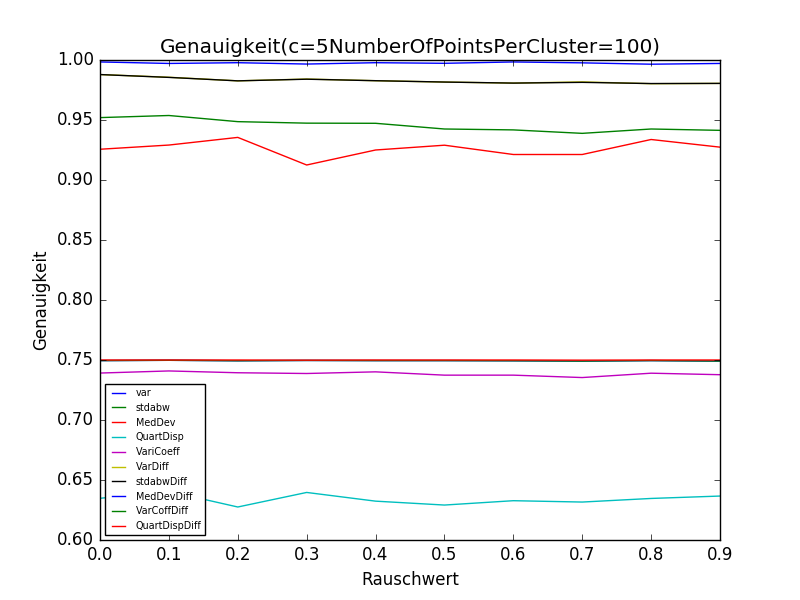 Genauigkeit(c=5NumberOfPointsPerCluster=100)
1.00
0.95
0.90
0.85
0.80
0.75
0.70
0.65
0.60
Genauigkeit
var
stdabw
MedDev
QuartDisp
VariCoeff
VarDiff
stdabwDiff
MedDevDiff
VarCoffDiff
QuartDispDiff
0.0 0.1 0.2 0.3 0.4 0.5 0.6 0.7 0.8 0.9
Rauschwert